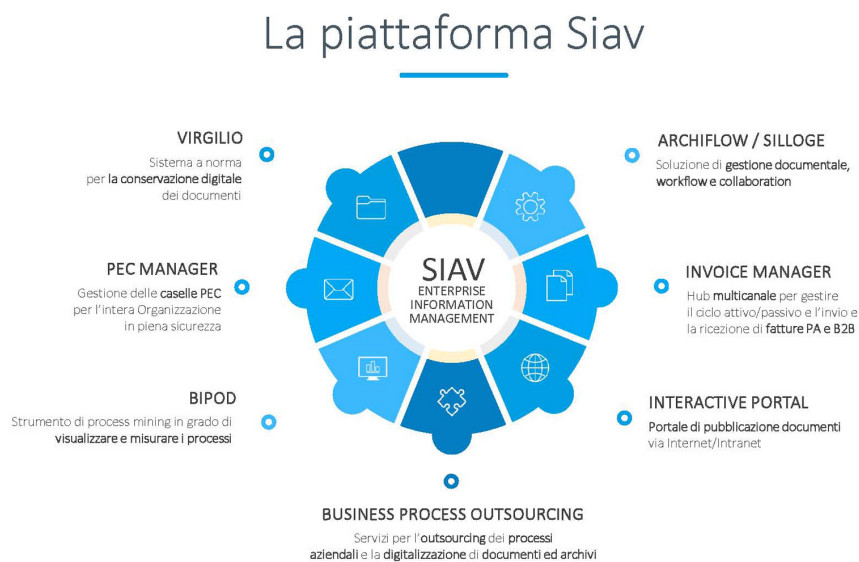 La piattaforma Siav
VIRGILIO
Sistema a norma
per la conservazione digitale
dei documenti
PEC MANAGER
Gestione delle caselle PEC
per l'intera Organizzazione
in piena sicurezza
BIPOD
Strumento di process mining in grado di
visualizzare e misurare i processi
SIAV
ENTERPRISE
INFORMATION
MANAGEMENT
ARCHIFLOW / SILLOGE
Soluzione di gestione documentale,
workflow e collaboration
INVOICE MANAGER
Hub multicanale per gestire
il ciclo attivo/passivo e l'invio e
la ricezione di fatture PA e B2B
INTERACTIVE PORTAL
Portale di pubblicazione documenti
via Internet/Intranet
BUSINESS PROCESS OUTSOURCING
Servizi per l'outsourcing dei processi
aziendali e la digitalizzazione di documenti ed archivi